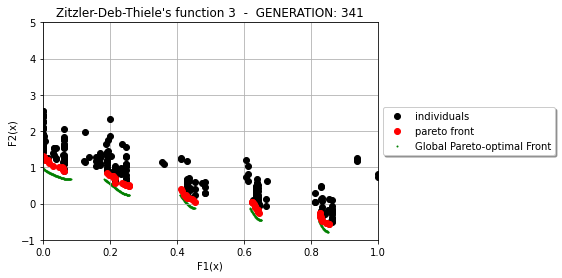 Zitzler-Deb-Thiele's function 3  -  GENERATION: 341
5
4
3
2
1
0
−1
F2(x)
0.0 0.2 0.4 0.6 0.8 1.0
F1(x)
individuals
pareto front
Global Pareto-optimal Front